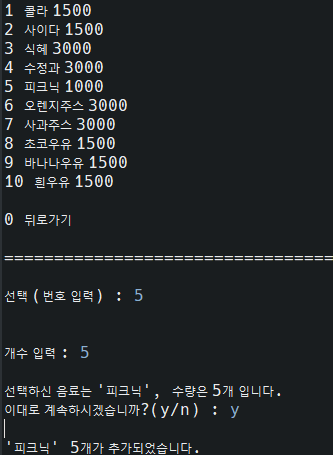 1 콜라 1500
2 사이다 1500
3 식혜 3000
4 수정과 3000
5 피크닉 1000
6 오렌지주스 3000
7 사과주스 3000
8 초코우유 1500
9 바나나우유 1500
10 흰우유 1500
0 뒤로가기
=================================
선택 (번호 입력) : 5
개수 입력 : 5
선택하신 음료는 '피크닉', 수량은 5개 입니다.
이대로 계속하시겠습니까?(y/n) : y
'피크닉' 5개가 추가되었습니다.